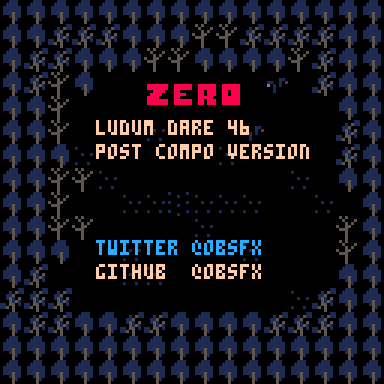 ZERO
LUDUM DARE 46
POST COMPO VERSION
TWITTER @OBSFX
GITHUB @OBSFX